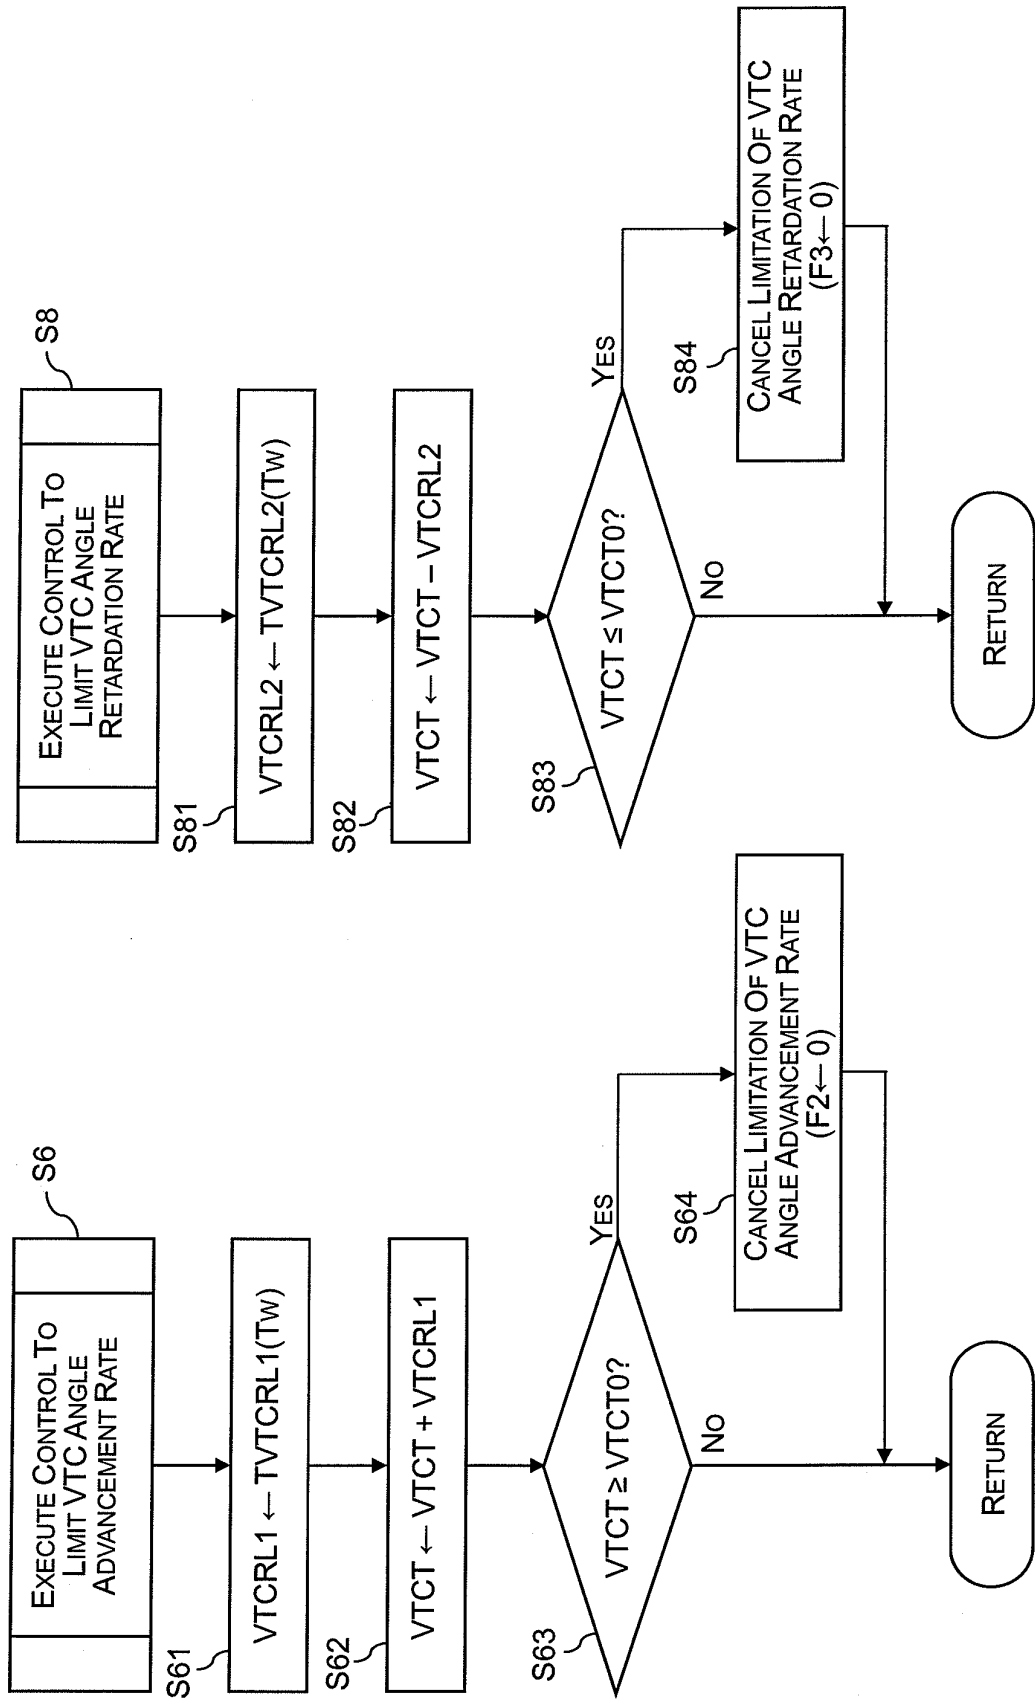 EXECUTE CONTROL TO
LIMIT VTC ANGLE
ADVANCEMENT RATE
S6
S61
VTCRL1 ← TVTCRL1(TW)
S62
VTCT ← VTCT + VTCRL1
S63
VTCT ≥ VTCT0?
YES
NO
S64
CANCEL LIMITATION OF VTC
ANGLE ADVANCEMENT RATE
(F2← 0)
RETURN
EXECUTE CONTROL TO
LIMIT VTC ANGLE
RETARDATION RATE
S8
S81
VTCRL2 ← TVTCRL2(TW)
S82
VTCT ← VTCT – VTCRL2
S83
VTCT ≤ VTCT0?
YES
NO
S84
CANCEL LIMITATION OF VTC
ANGLE RETARDATION RATE
(F3← 0)
RETURN